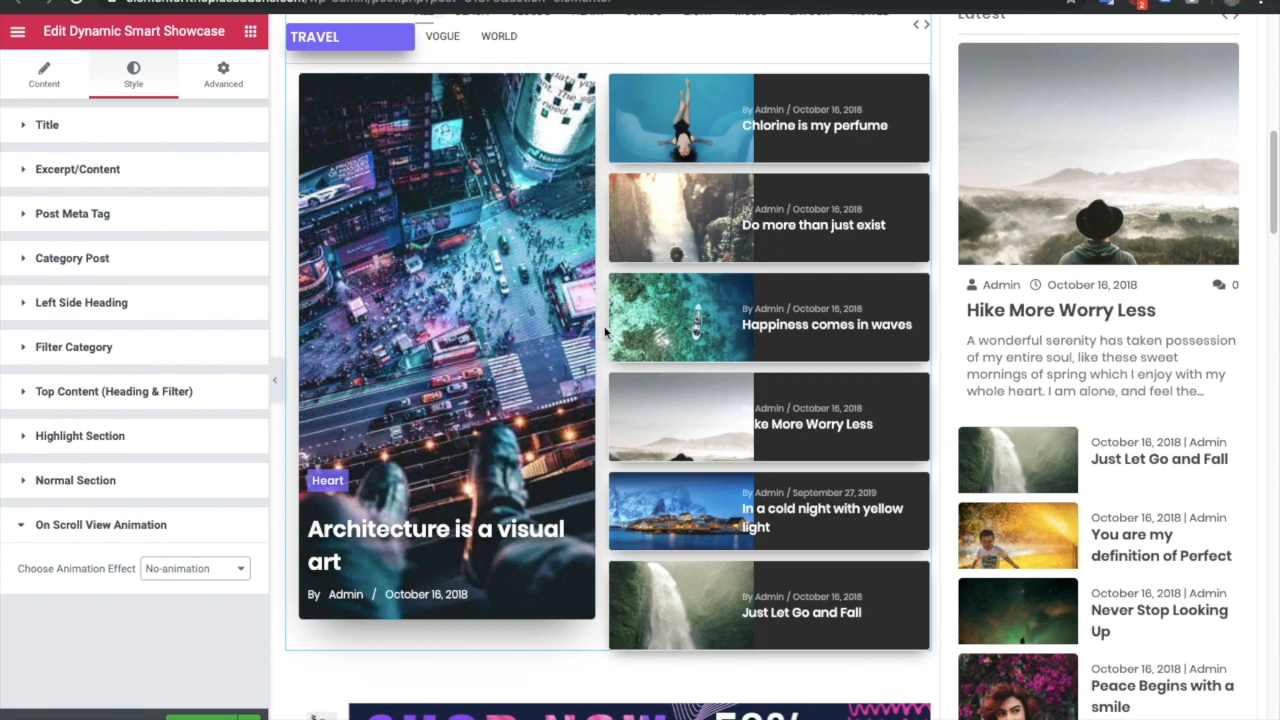 Edit Dynamic Smart Showcase
Content
Style
Advanced
Title
Excerpt/Content
Post Meta Tag
Category Post
Left Side Heading
Filter Category
Top Content (Heading & Filter)
Highlight Section
Normal Section
On Scroll View Animation
Choose Animation Effect
No-animation
TRAVEL
VOGUE
WORLD
Heart
Architecture is a visual
art
By Admin / October 16, 2018
By Admin / October 16, 2018
Chlorine is my perfume
By Admin / October 16, 2018
Do more than just exist
By Admin / October 16, 2018
Happiness comes in waves
Admin / October 16, 2018
ke More Worry Less
By Admin / September 27, 2019
In a cold night with yellow
light
By Admin / October 16, 2018
Just Let Go and Fall
Latest
Admin
October 16, 2018
0
Hike More Worry Less
A wonderful serenity has taken possession
of my entire soul, like these sweet
mornings of spring which I enjoy with my
whole heart. I am alone, and feel the...
October 16, 2018 | Admin
Just Let Go and Fall
October 16, 2018 | Admin
You are my
definition of Perfect
October 16, 2018 | Admin
Never Stop Looking
Up
October 16, 2018 | Admin
Peace Begins with a
smile
SHOP NOW
50%